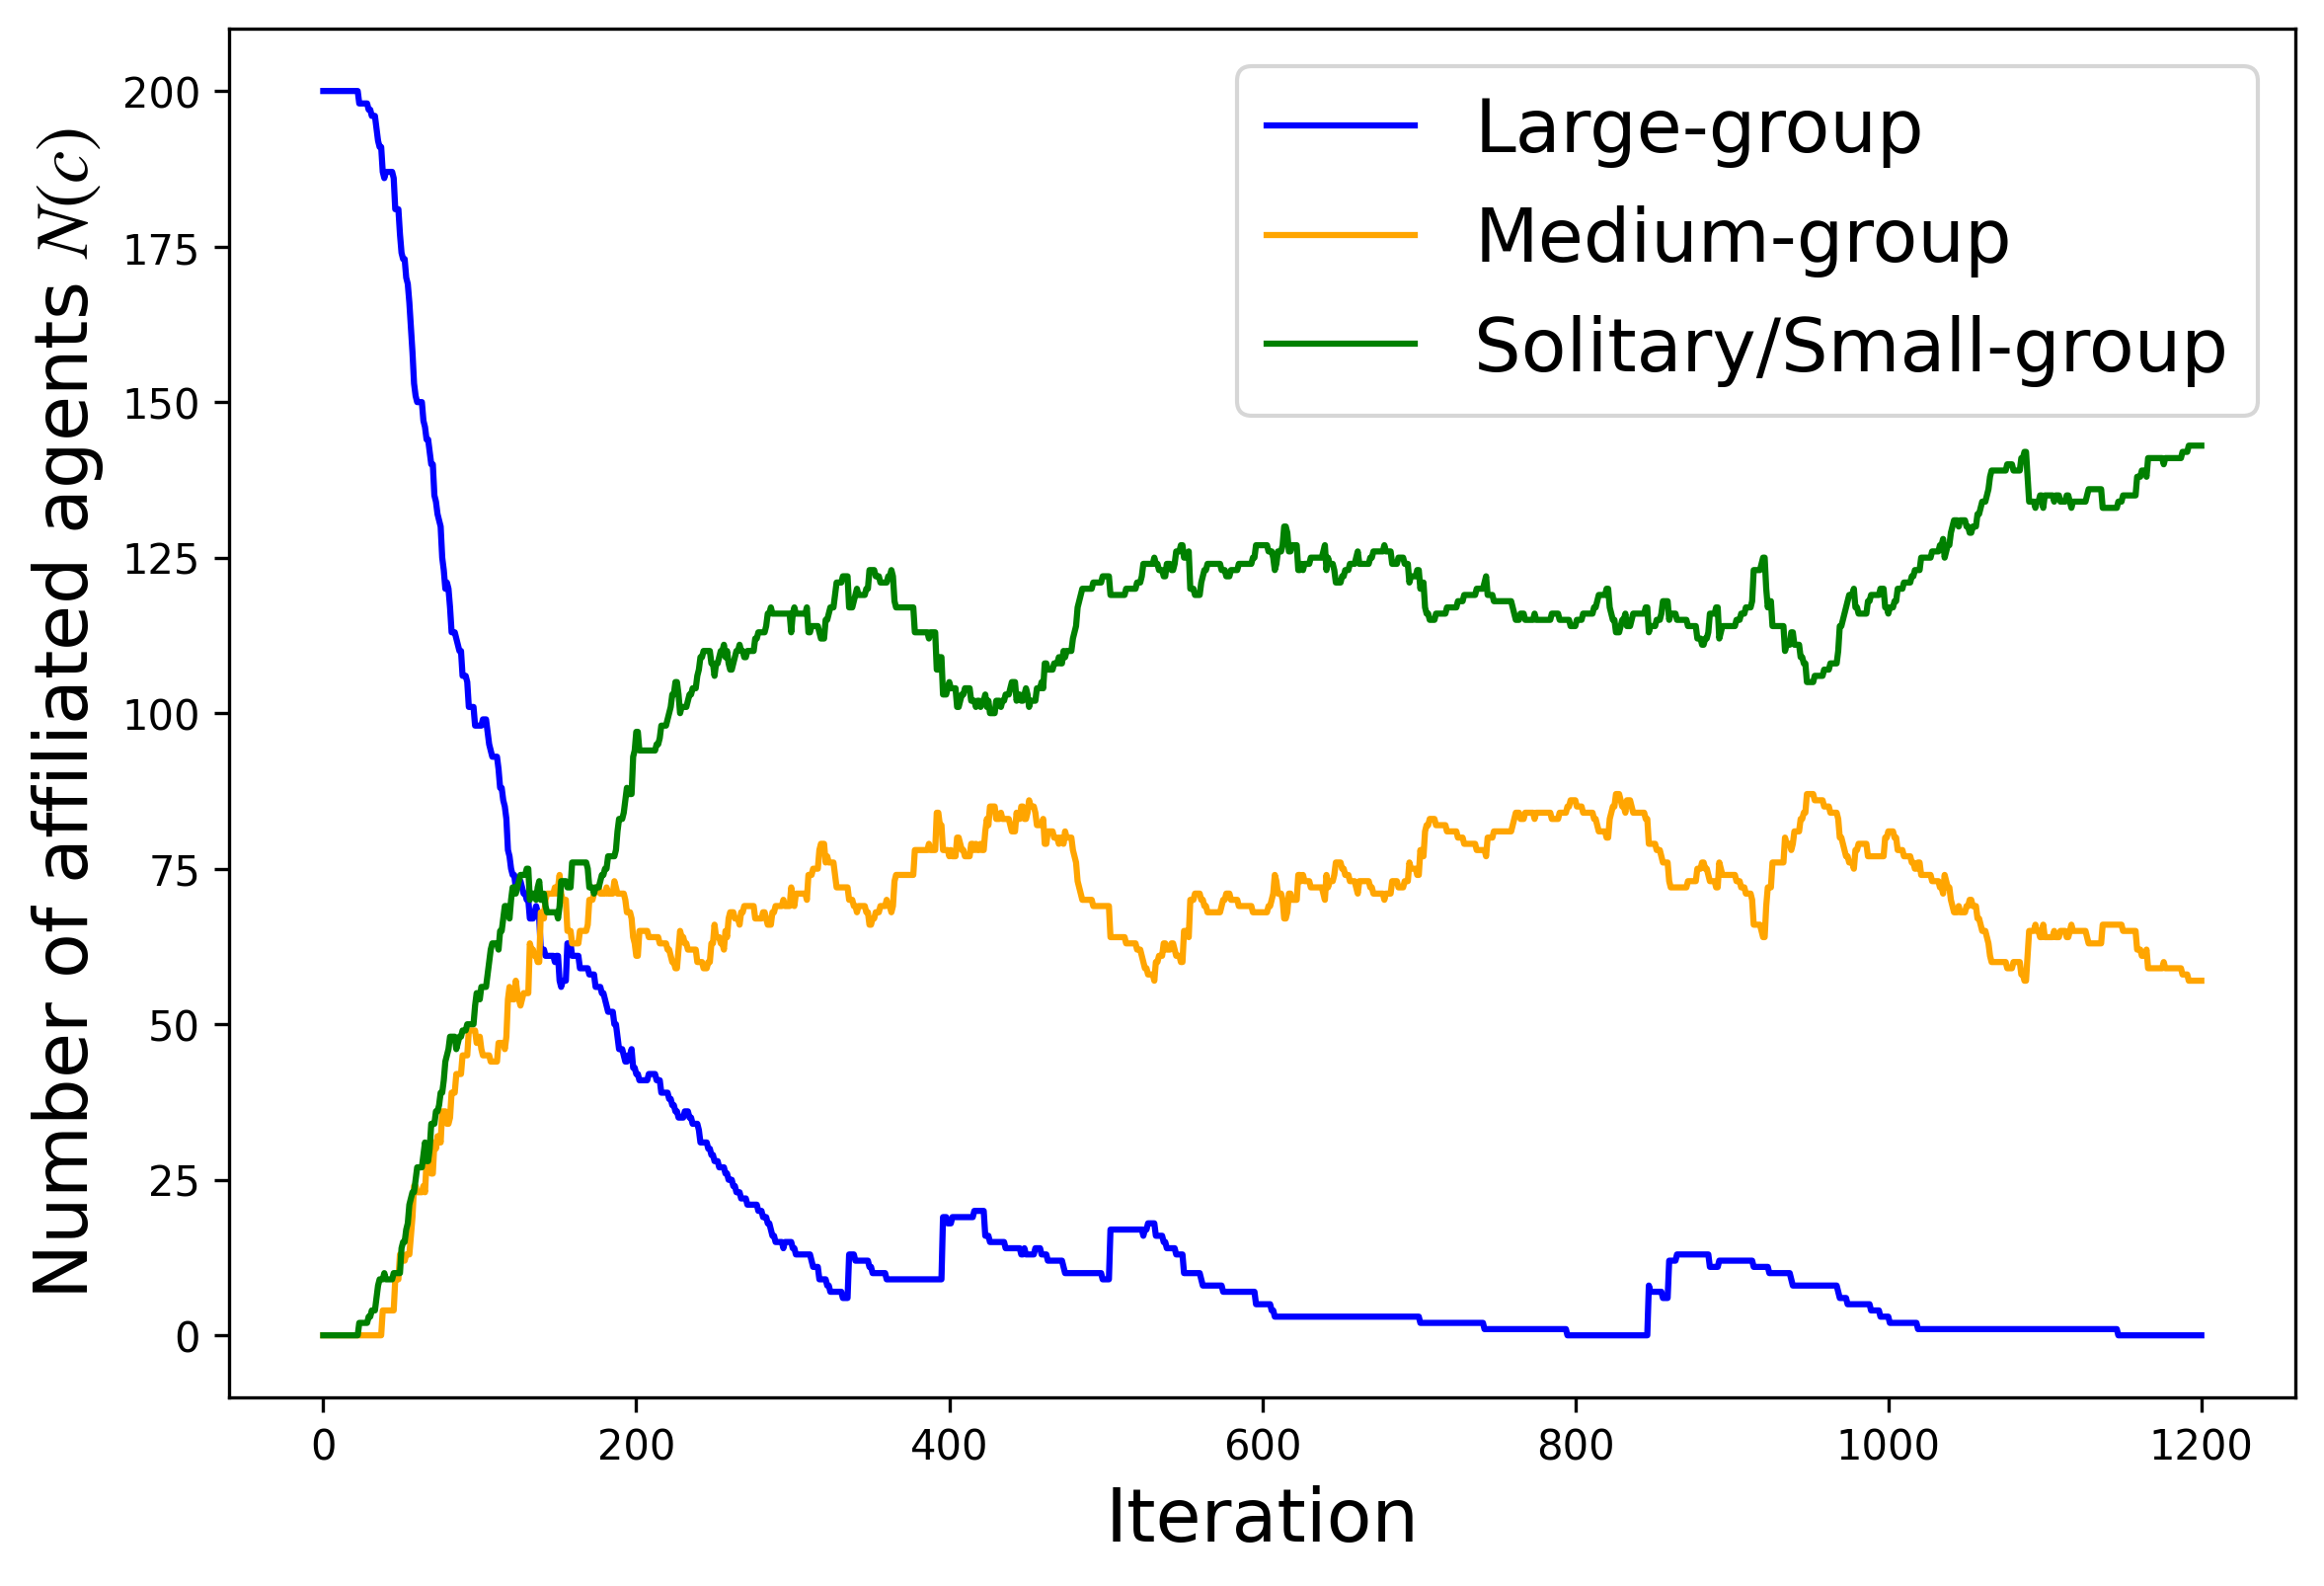 Number of affiliated agents N(c)
200
175
150
125
100
75
50
25
0
Large-group
Medium-group
Solitary/Small-group
0 200 400 600 800 1000 1200
Iteration